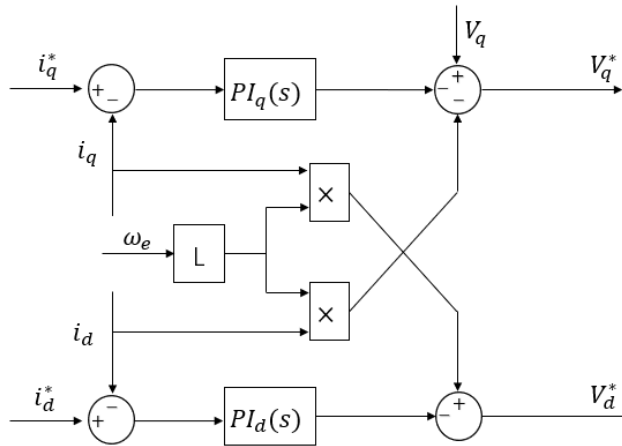 V_q
i_q^* + − PI_q(s) − + − V_q^*
i_q
×
ω_e L
×
i_d
i_d^* + − PI_d(s) − + V_d^*